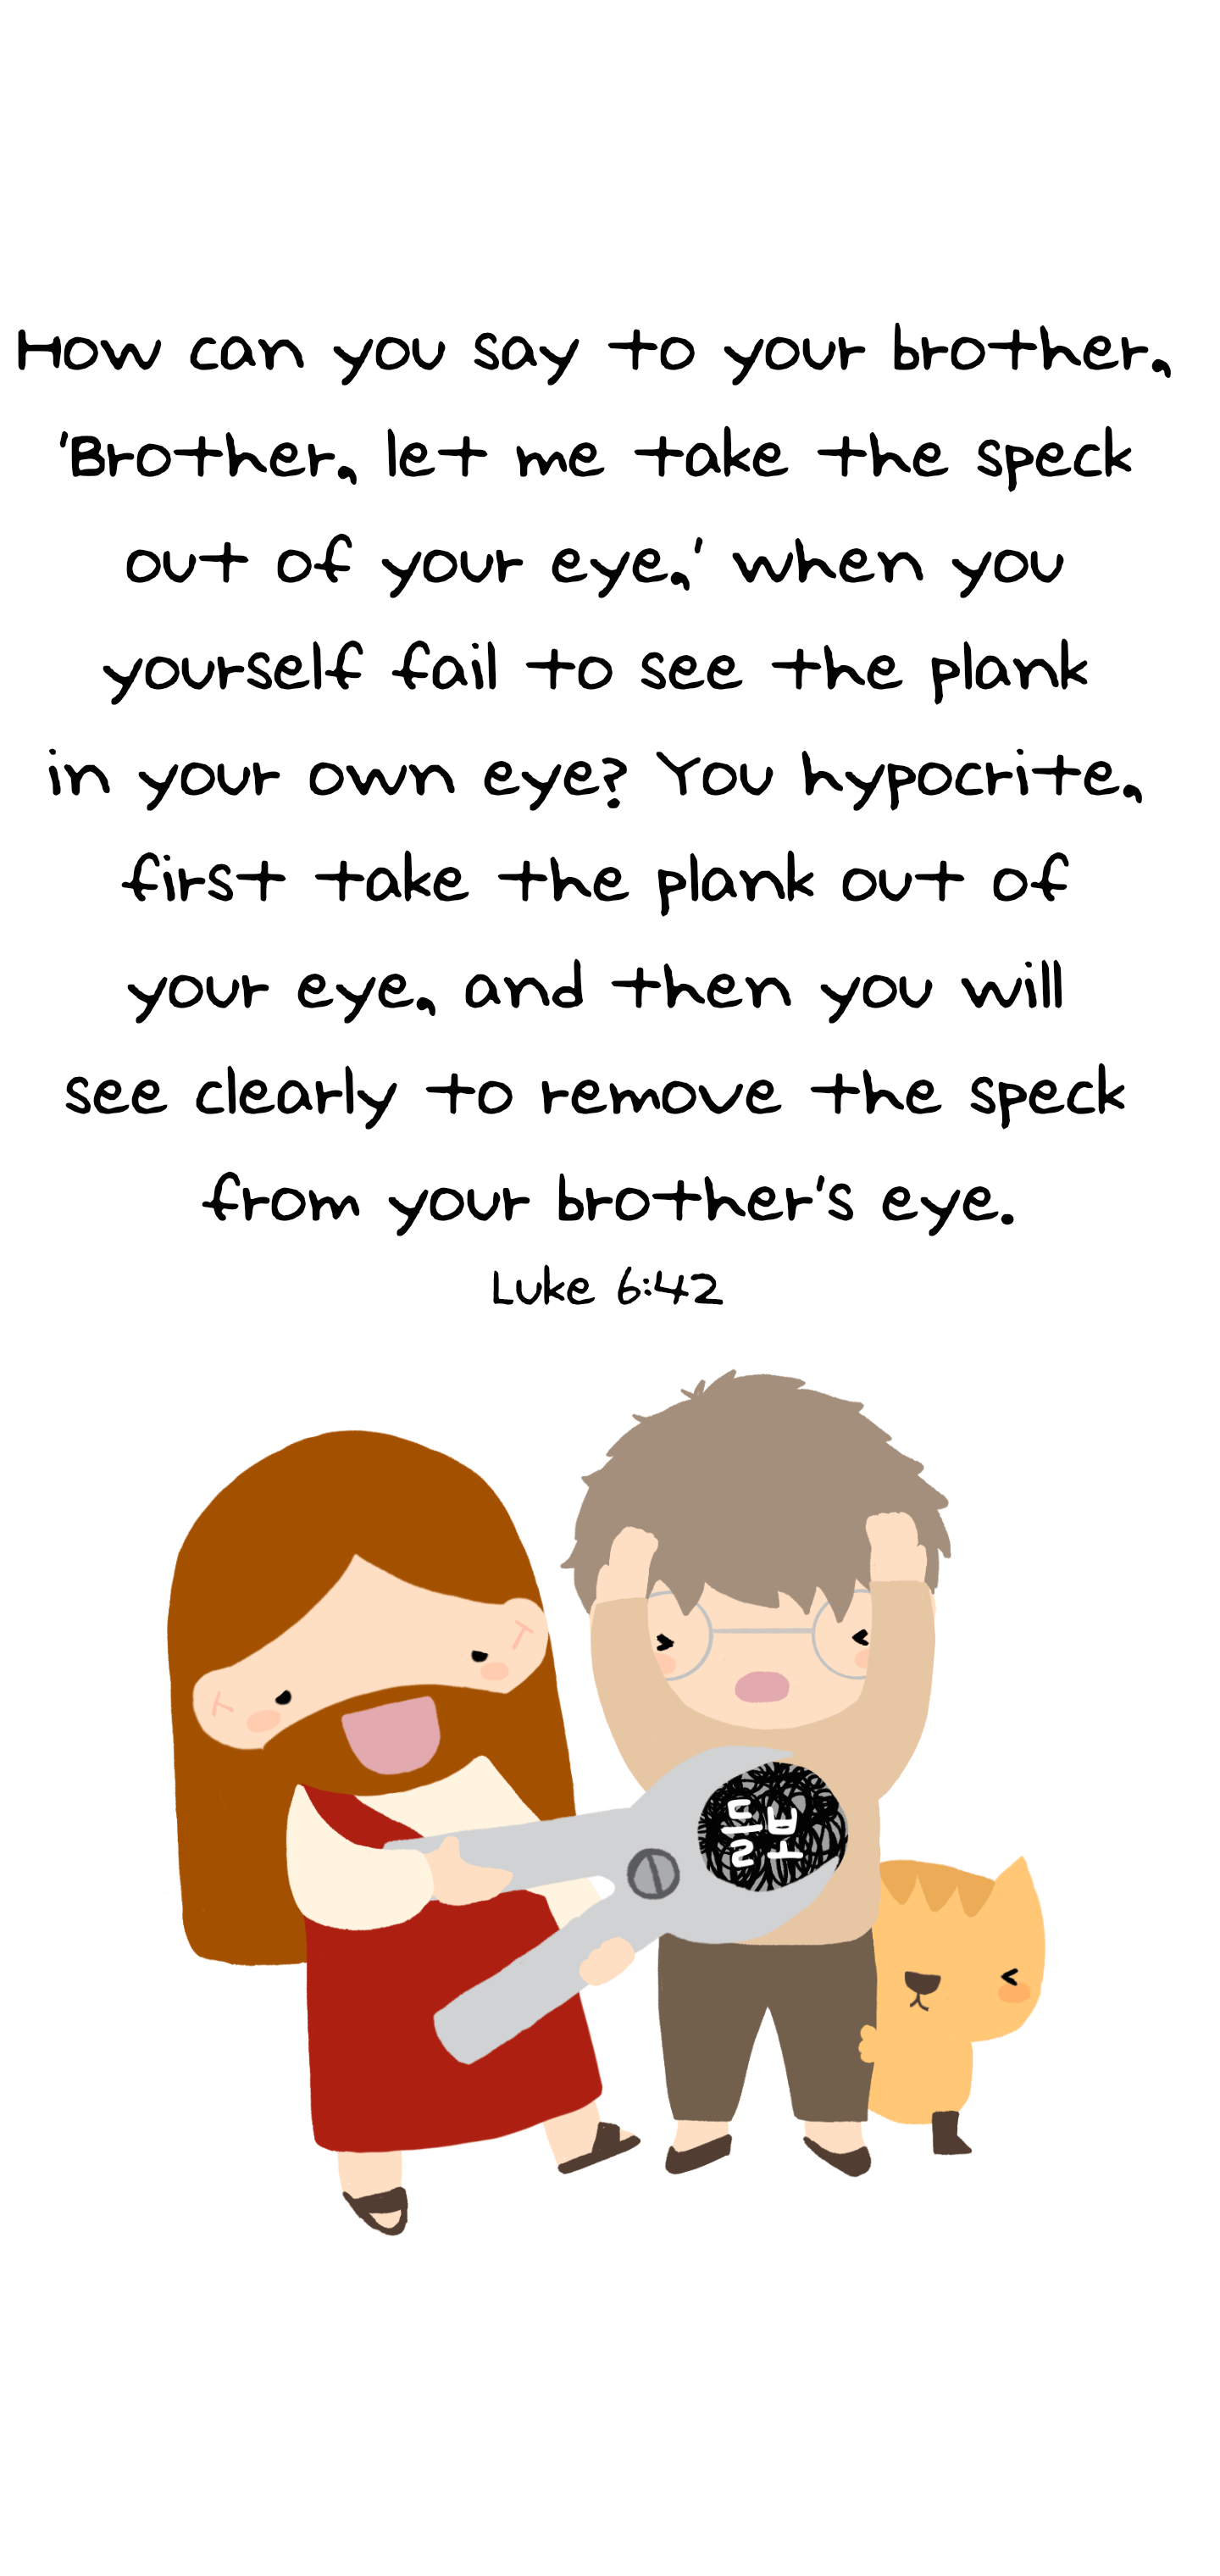 How can you say to your brother,
'Brother, let me take the speck
out of your eye,' when you
yourself fail to see the plank
in your own eye? You hypocrite,
first take the plank out of
your eye, and then you will
see clearly to remove the speck
from your brother's eye.
Luke 6:42
들보